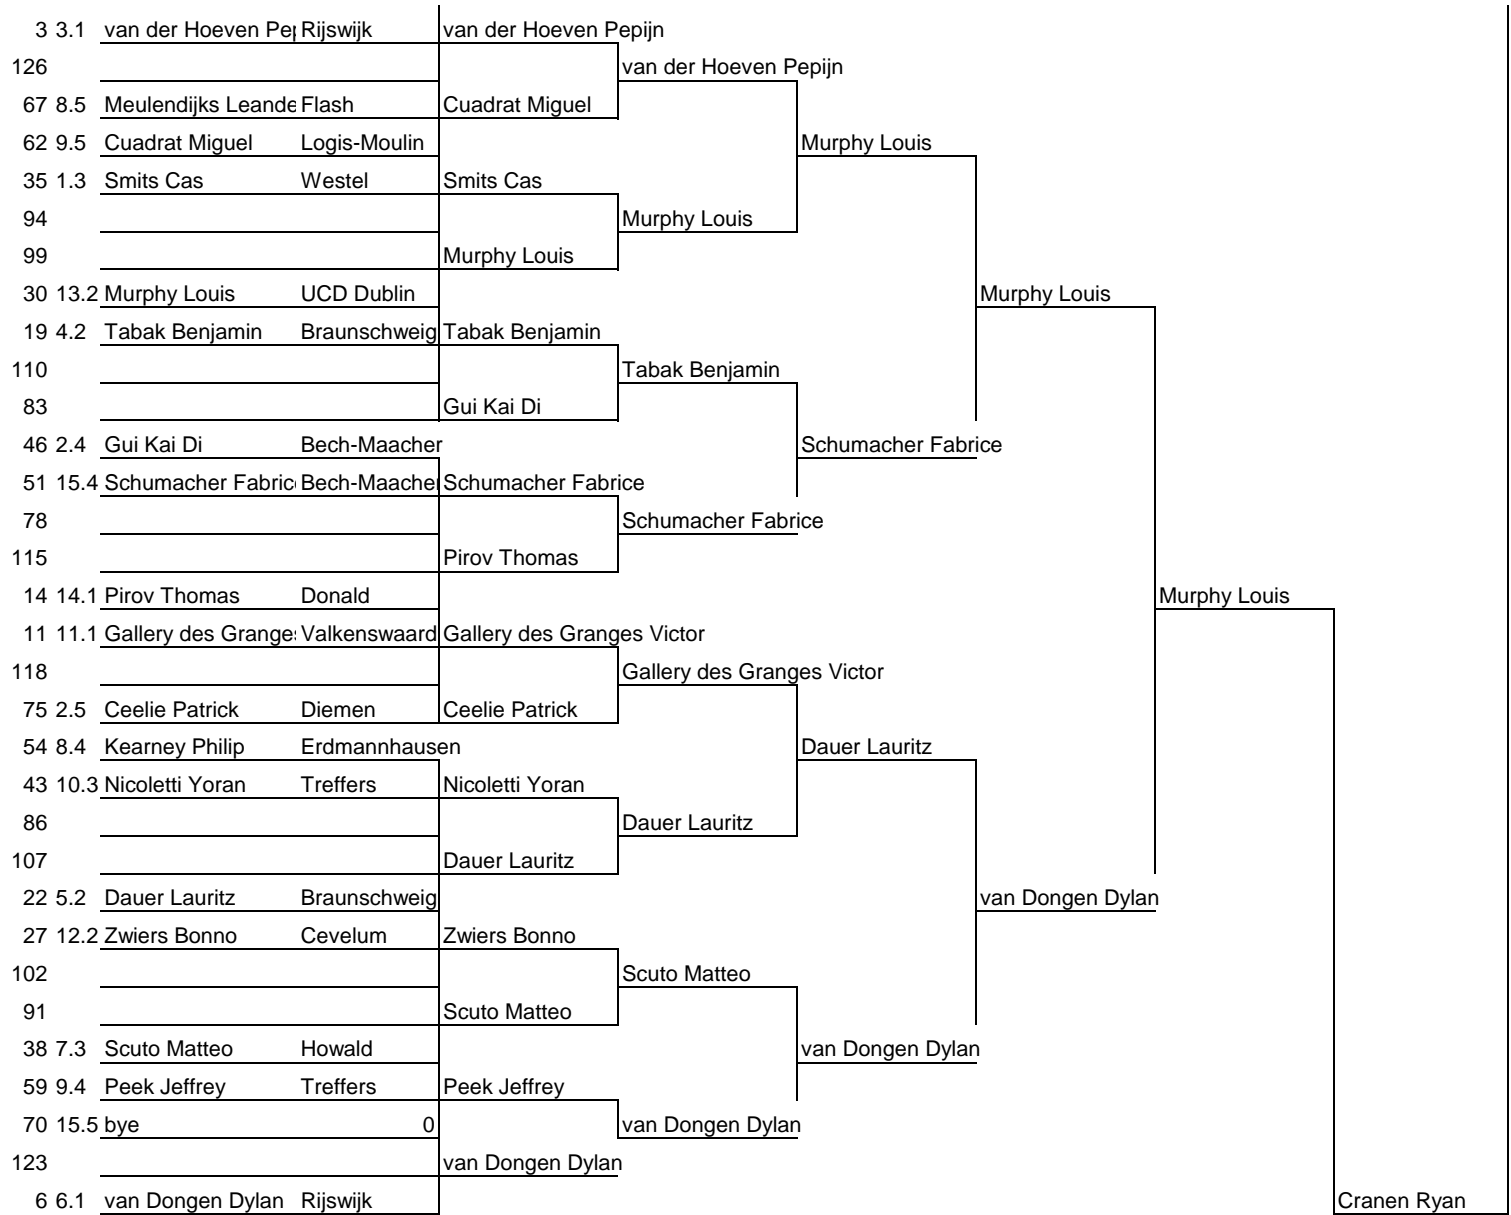 3 3.1 van der Hoeven Pep Rijswijk van der Hoeven Pepijn
126 van der Hoeven Pepijn
67 8.5 Meulendijks Leande Flash Cuadrat Miguel
62 9.5 Cuadrat Miguel Logis-Moulin Murphy Louis
35 1.3 Smits Cas Westel Smits Cas
94 Murphy Louis
99 Murphy Louis
30 13.2 Murphy Louis UCD Dublin Murphy Louis
19 4.2 Tabak Benjamin Braunschweig Tabak Benjamin
110 Tabak Benjamin
83 Gui Kai Di
46 2.4 Gui Kai Di Bech-Maacher Schumacher Fabrice
51 15.4 Schumacher Fabric Bech-Maacher Schumacher Fabrice
78 Schumacher Fabrice
115 Pirov Thomas
14 14.1 Pirov Thomas Donald Murphy Louis
11 11.1 Gallery des Granges Valkenswaard Gallery des Granges Victor
118 Gallery des Granges Victor
75 2.5 Ceelie Patrick Diemen Ceelie Patrick
54 8.4 Kearney Philip Erdmannhausen Dauer Lauritz
43 10.3 Nicoletti Yoran Treffers Nicoletti Yoran
86 Dauer Lauritz
107 Dauer Lauritz
22 5.2 Dauer Lauritz Braunschweig van Dongen Dylan
27 12.2 Zwiers Bonno Cevelum Zwiers Bonno
102 Scuto Matteo
91 Scuto Matteo
38 7.3 Scuto Matteo Howald van Dongen Dylan
59 9.4 Peek Jeffrey Treffers Peek Jeffrey
70 15.5 bye 0 van Dongen Dylan
123 van Dongen Dylan
6 6.1 van Dongen Dylan Rijswijk Cranen Ryan